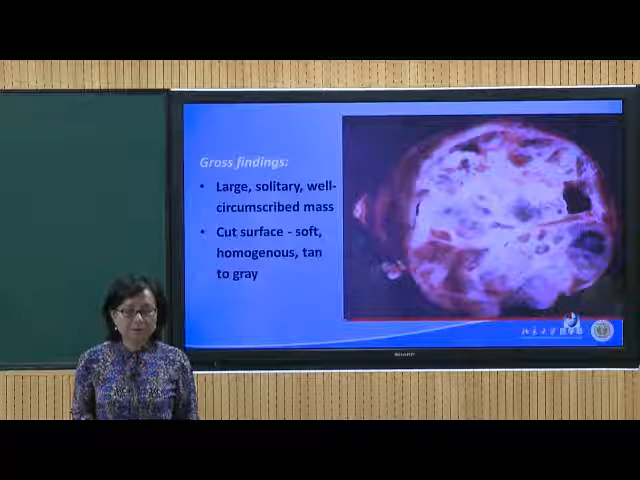 Gross findings:
• Large, solitary, well-
circumscribed mass
• Cut surface - soft,
homogenous, tan
to gray
SHARP